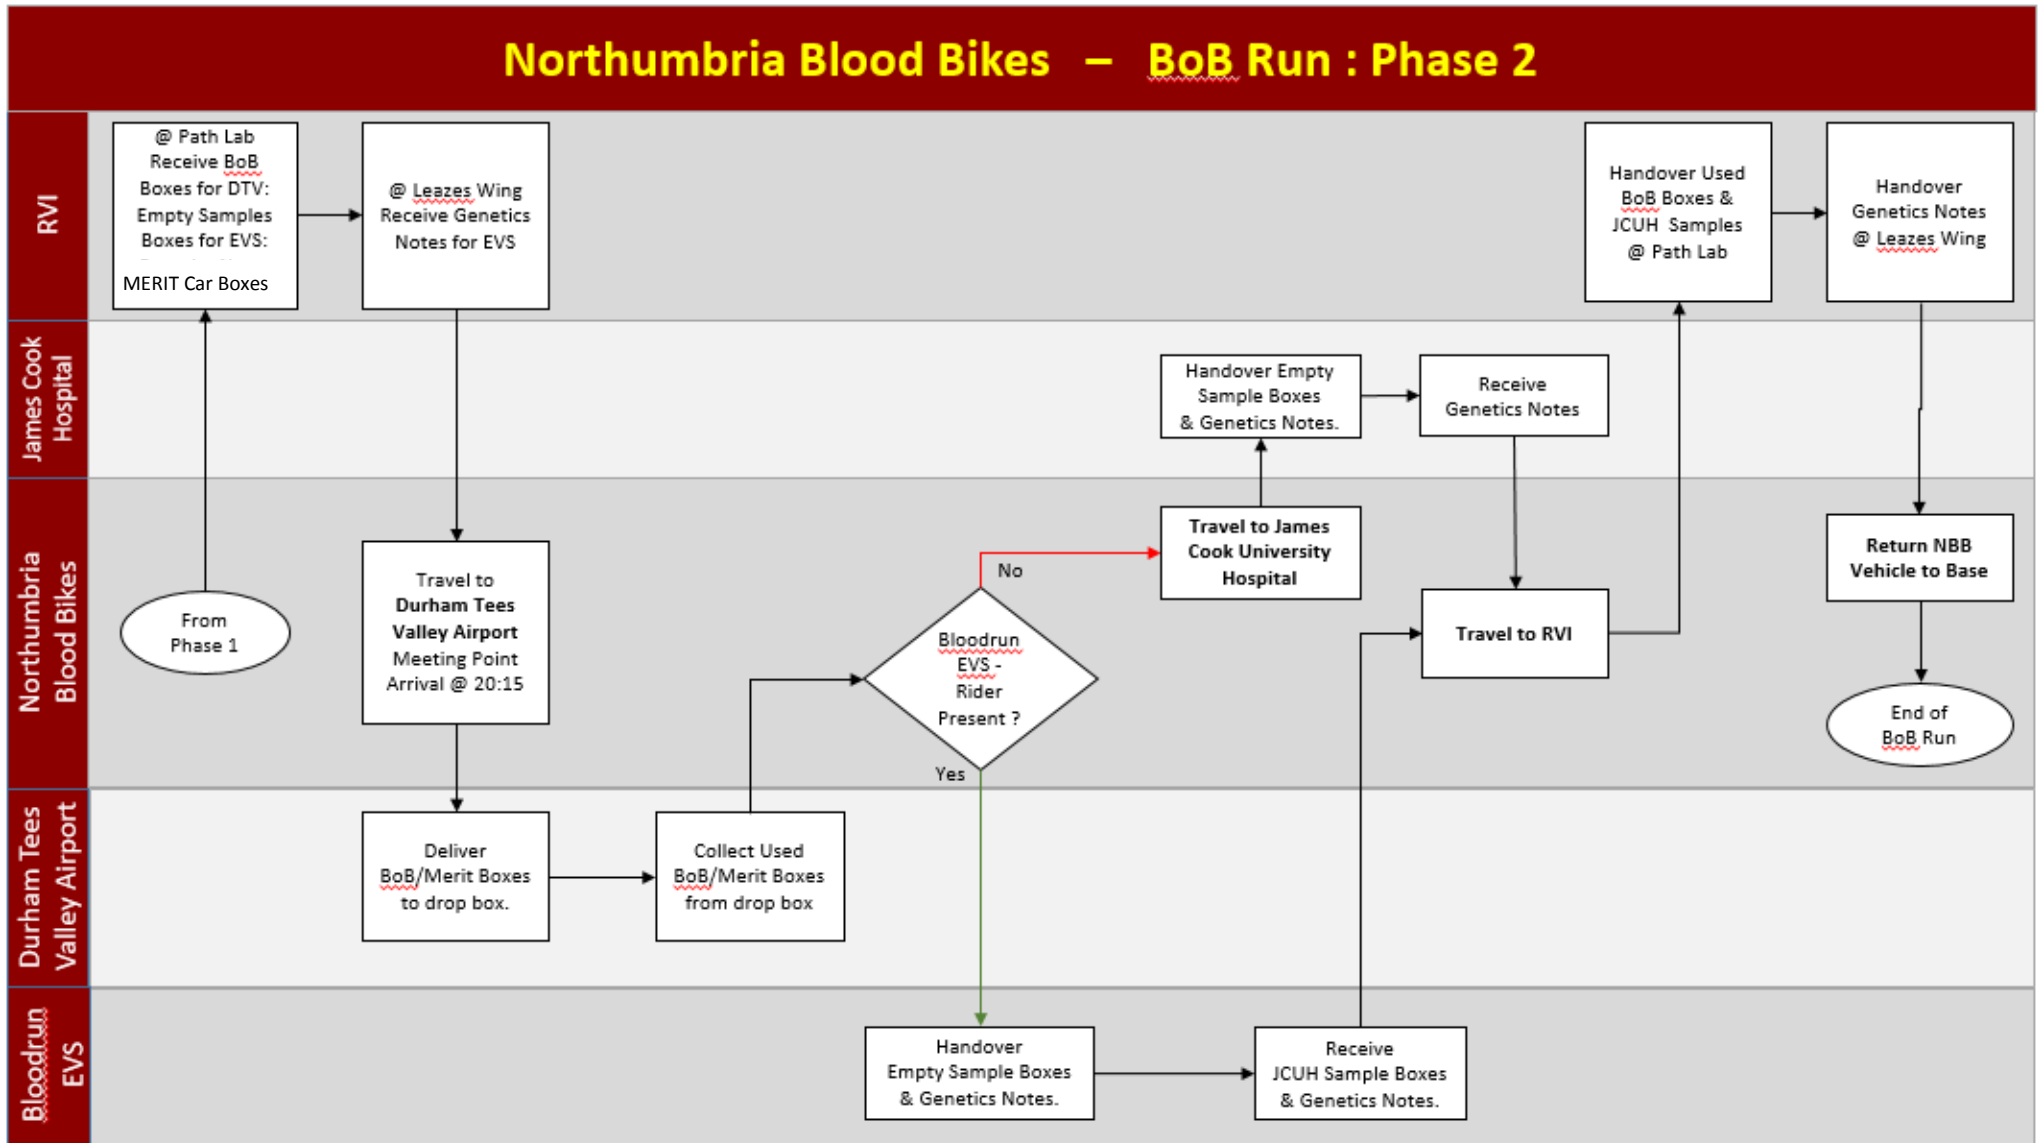 Northumbria Blood Bikes – BoB Run : Phase 2
RVI
@ Path Lab
Receive BoB
Boxes for DTV:
Empty Samples
Boxes for EVS:
MERIT Car Boxes
@ Leazes Wing
Receive Genetics
Notes for EVS
Handover Used
BoB Boxes &
JCUH Samples
@ Path Lab
Handover
Genetics Notes
@ Leazes Wing
James Cook
Hospital
Handover Empty
Sample Boxes
& Genetics Notes.
Receive
Genetics Notes
Northumbria
Blood Bikes
From
Phase 1
Travel to
Durham Tees
Valley Airport
Meeting Point
Arrival @ 20:15
Bloodrun
EVS -
Rider
Present ?
No
Yes
Travel to James
Cook University
Hospital
Travel to RVI
Return NBB
Vehicle to Base
End of
BoB Run
Durham Tees
Valley Airport
Deliver
BoB/Merit Boxes
to drop box.
Collect Used
BoB/Merit Boxes
from drop box
Bloodrun
EVS
Handover
Empty Sample Boxes
& Genetics Notes.
Receive
JCUH Sample Boxes
& Genetics Notes.